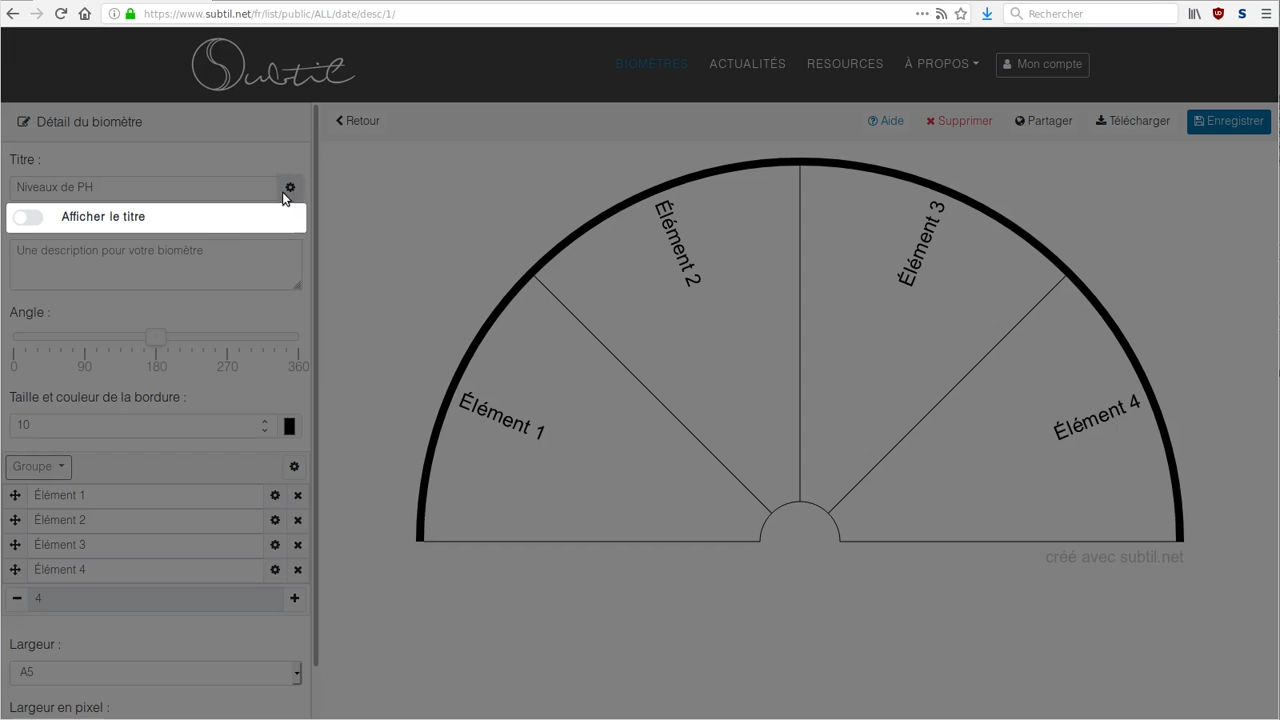 https://www.subtil.net/fr/list/public/ALL/date/desc/1/
Rechercher
Subtil
BIOMÈTRES
ACTUALITÉS
RESOURCES
À PROPOS
Mon compte
Détail du biomètre
Retour
Aide
Supprimer
Partager
Télécharger
Enregistrer
Titre :
Niveaux de PH
Afficher le titre
Une description pour votre biomètre
Angle :
0 90 180 270 360
Taille et couleur de la bordure :
10
Groupe
Élément 1
Élément 2
Élément 3
Élément 4
4
Largeur :
A5
Largeur en pixel :
Élément 1
Élément 2
Élément 3
Élément 4
créé avec subtil.net